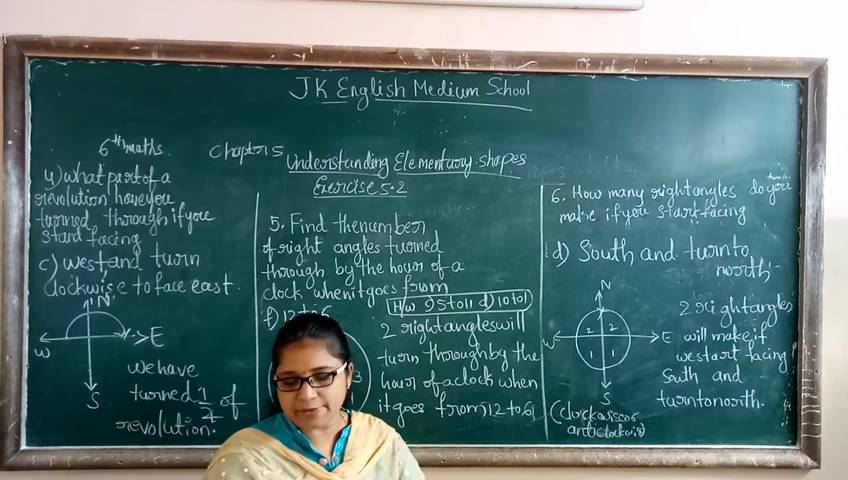 JK English Medium School
6th maths
Chapter 5
Understanding Elementary shapes
Exercise 5.2
4) what part of a
revolution have you
turned through if you
stand facing
c) west and turn
clockwise to face east.
N
W
E
S
we have
turned 1/2 of
revolution.
5. Find the number
of right angles turned
through by the hour of a
clock when it goes from
H/w c) 5 to 11 d) 10 to 1
f) 12 to 6
3
2 right angles will
turn through by the
hour of a clock when
it goes from 12 to 6
6. How many right angles do you
make if you start facing
d) South and turn to
north.
N
2 2
W
E
1 1
S
(clockwise or
anticlockwise)
2 right angles
will make if
we start facing
South and
turn to north.